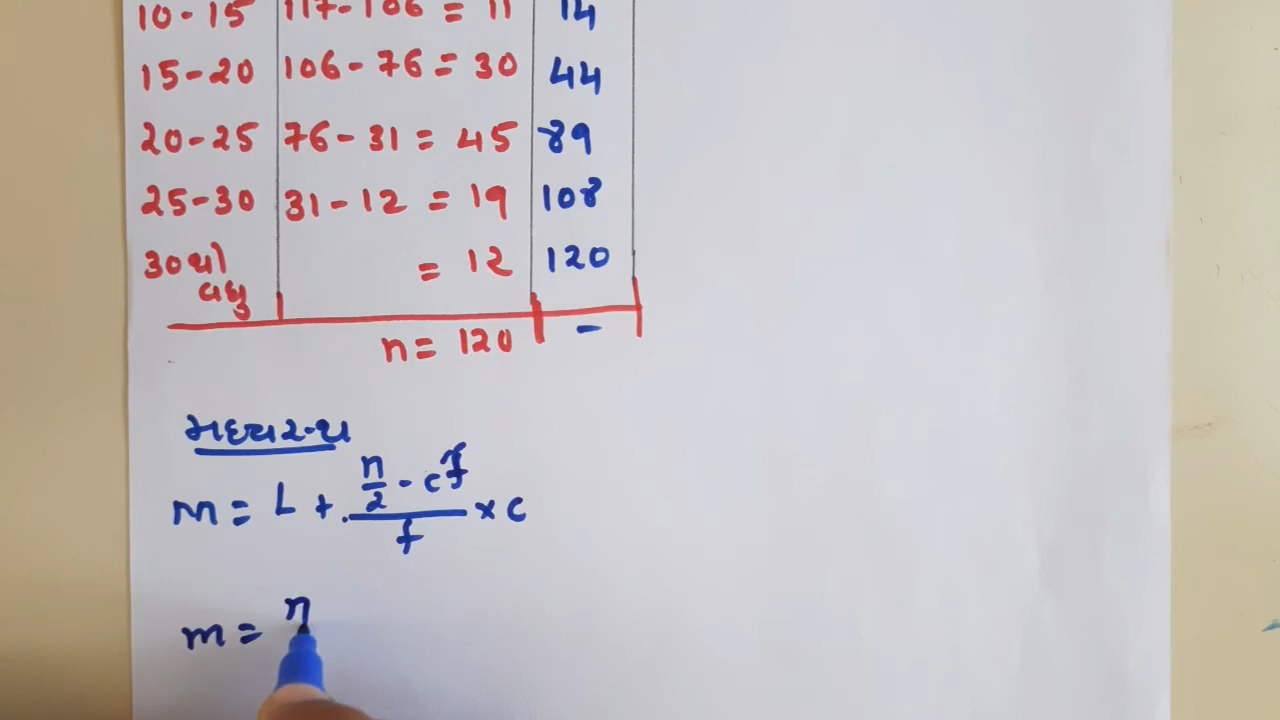 10-15 117-106 = 11 14
15-20 106-76 = 30 44
20-25 76-31 = 45 89
25-30 31-12 = 19 108
30થી = 12 120
વધુ
n = 120 -
મધ્યસ્થ
m = L + n/2 - cf / f × c
m = n